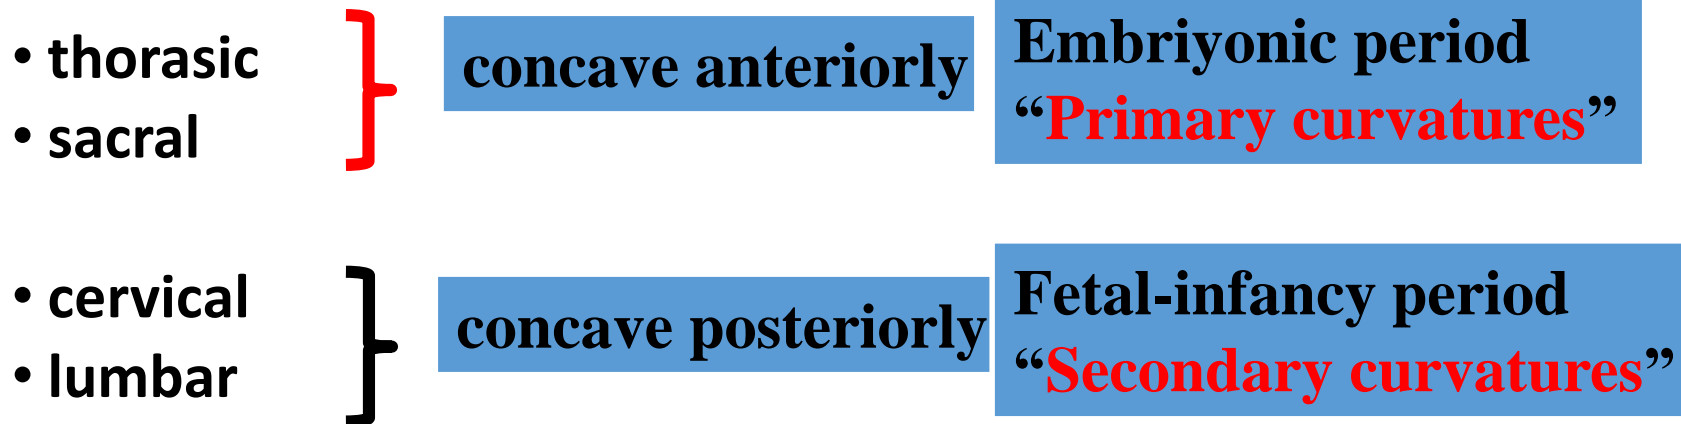 • thorasic
• sacral
concave anteriorly
Embriyonic period
“Primary curvatures”
• cervical
• lumbar
concave posteriorly
Fetal-infancy period
“Secondary curvatures”